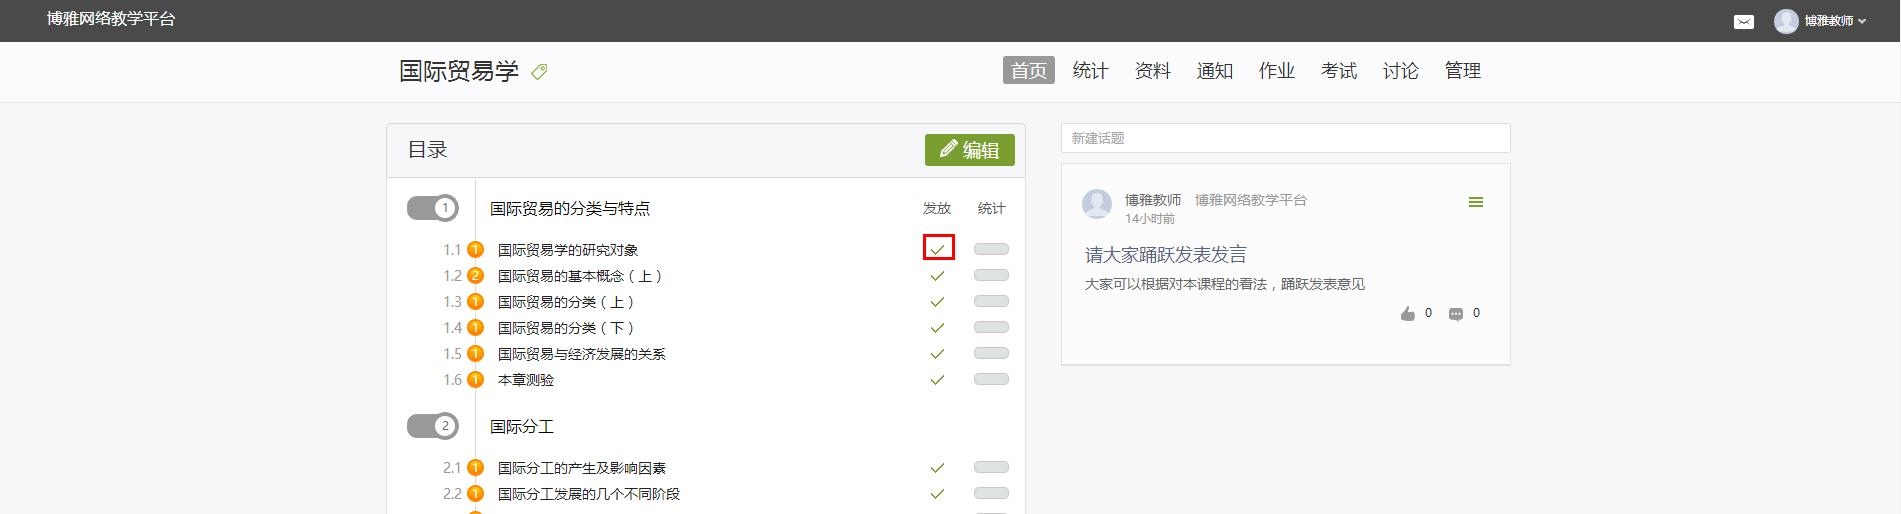 博雅网络教学平台
博雅教师
国际贸易学
首页 统计 资料 通知 作业 考试 讨论 管理
目录
编辑
1 国际贸易的分类与特点 发放 统计
1.1 1 国际贸易学的研究对象
1.2 2 国际贸易的基本概念（上）
1.3 1 国际贸易的分类（上）
1.4 1 国际贸易的分类（下）
1.5 1 国际贸易与经济发展的关系
1.6 1 本章测验
2 国际分工
2.1 1 国际分工的产生及影响因素
2.2 1 国际分工发展的几个不同阶段
新建话题
博雅教师 博雅网络教学平台
14小时前
请大家踊跃发表发言
大家可以根据对本课程的看法，踊跃发表意见
0 0